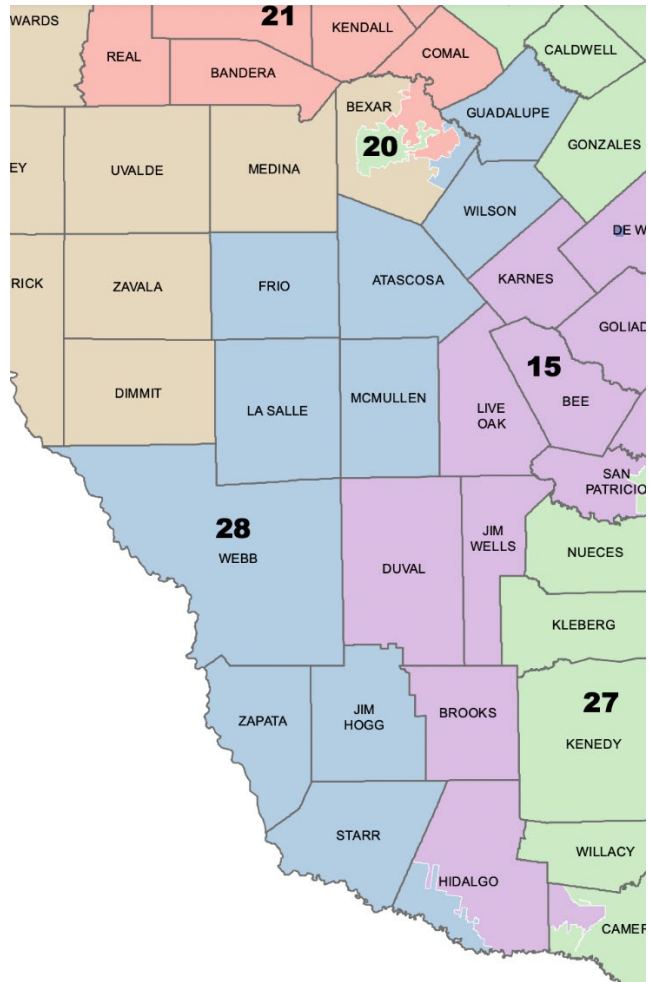 WARDS
21
KENDALL
REAL
COMAL
CALDWELL
BANDERA
BEXAR
GUADALUPE
20
GONZALES
EY
UVALDE
MEDINA
WILSON
DE W
RICK
ZAVALA
FRIO
ATASCOSA
KARNES
GOLIAD
15
DIMMIT
LA SALLE
MCMULLEN
LIVE
OAK
BEE
SAN
PATRICIO
28
WEBB
DUVAL
JIM
WELLS
NUECES
KLEBERG
ZAPATA
JIM
HOGG
BROOKS
27
KENEDY
STARR
WILLACY
HIDALGO
CAMER